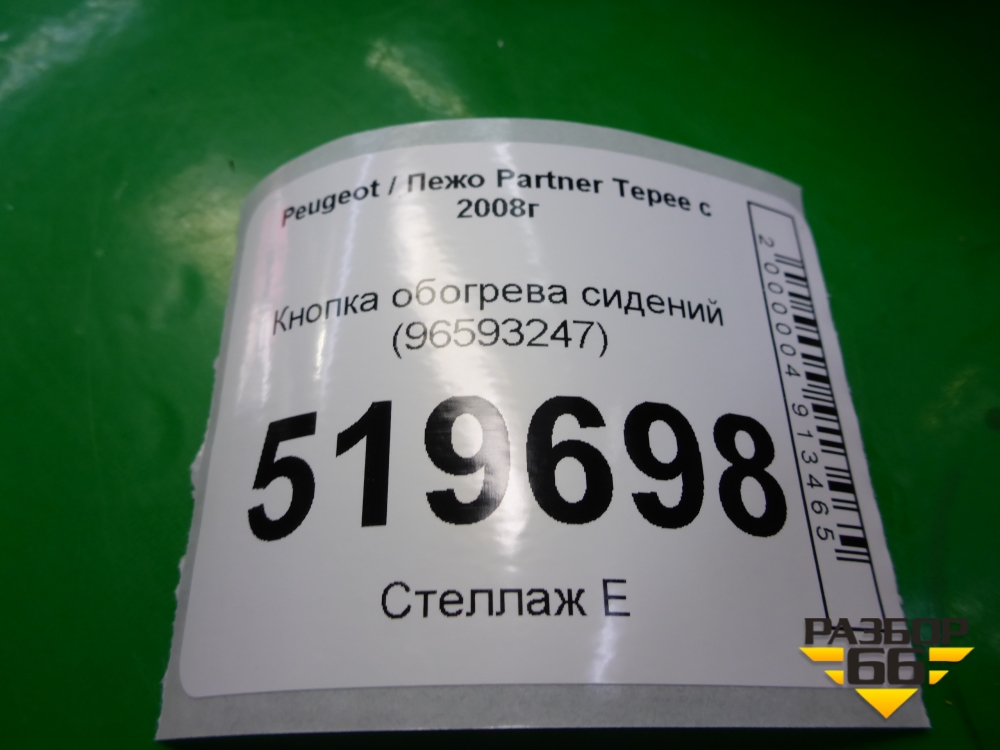 Peugeot / Пежо Partner Tepee с
2008г
Кнопка обогрева сидений
(96593247)
519698
Стеллаж Е
2000004913465
РАЗБОР
66